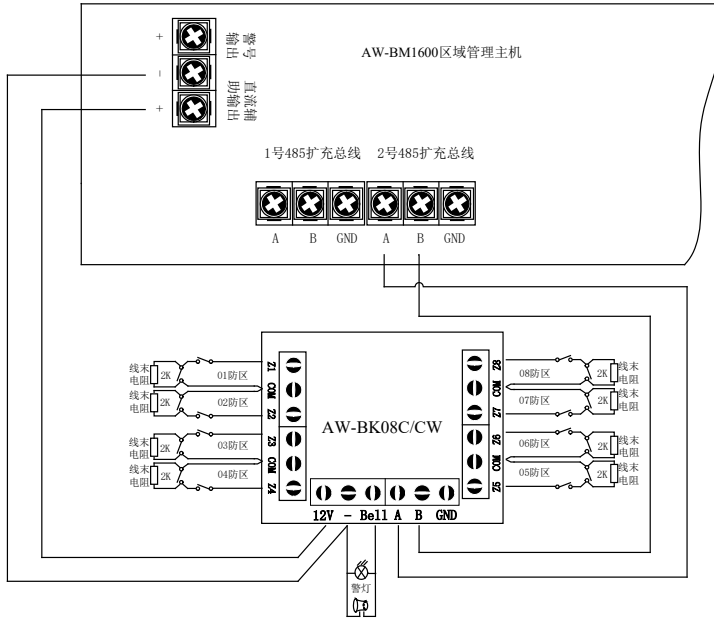 +
-
+
警号
输出
直流辅
助输出
AW-BM1600区域管理主机
1号485扩充总线 2号485扩充总线
A B GND A B GND
线末
电阻
2K
01防区
线末
电阻
2K
02防区
线末
电阻
2K
03防区
线末
电阻
2K
04防区
Z1
COM
Z2
Z3
COM
Z4
AW-BK08C/CW
Z8
COM
Z7
Z6
COM
Z5
08防区
2K
线末
电阻
07防区
2K
线末
电阻
06防区
2K
线末
电阻
05防区
2K
线末
电阻
12V - Bell A B GND
警灯